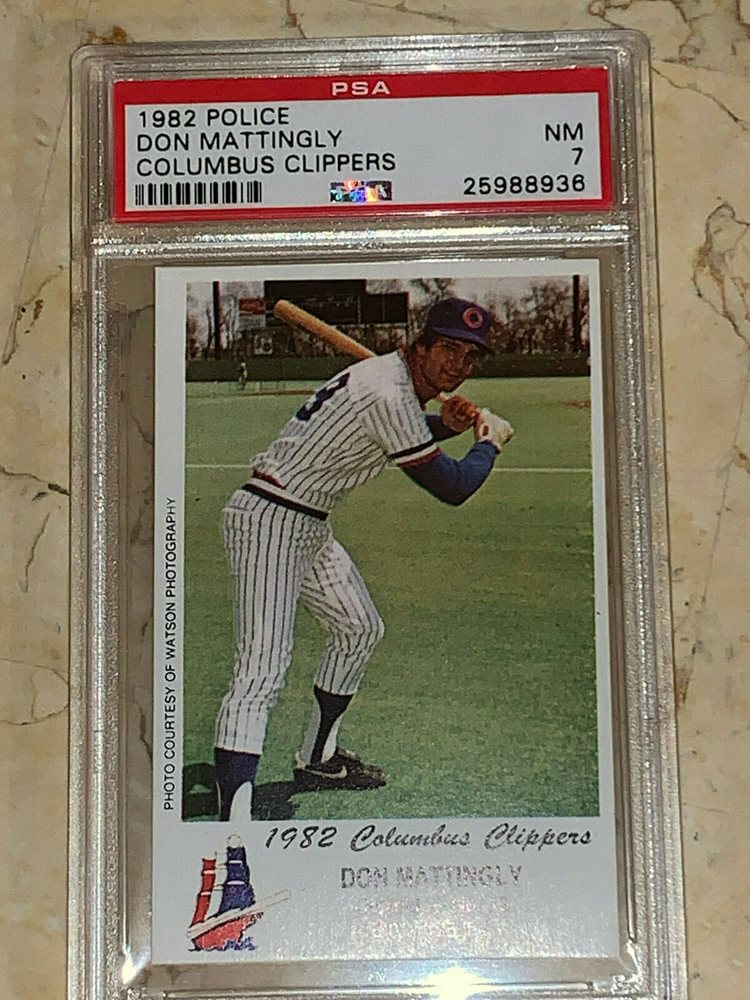 PSA
1982 POLICE
DON MATTINGLY
COLUMBUS CLIPPERS
NM
7
25988936
PHOTO COURTESY OF WATSON PHOTOGRAPHY
1982 Columbus Clippers
DON MATTINGLY